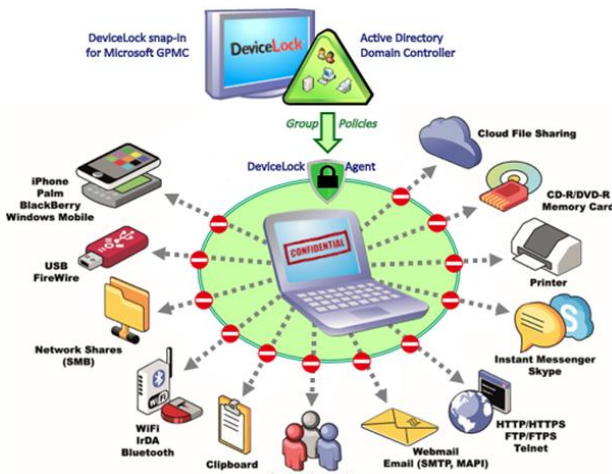 DeviceLock snap-in
for Microsoft GPMC
DeviceLock
Active Directory
Domain Controller
Group Policies
DeviceLock Agent
Cloud File Sharing
iPhone
Palm
BlackBerry
Windows Mobile
CD-R/DVD-R
Memory Card
CONFIDENTIAL
USB
FireWire
Printer
Network Shares
(SMB)
Instant Messenger
Skype
WiFi
WiFi
IrDA
Bluetooth
Clipboard
Webmail
Email (SMTP, MAPI)
HTTP/HTTPS
FTP/FTPS
Telnet